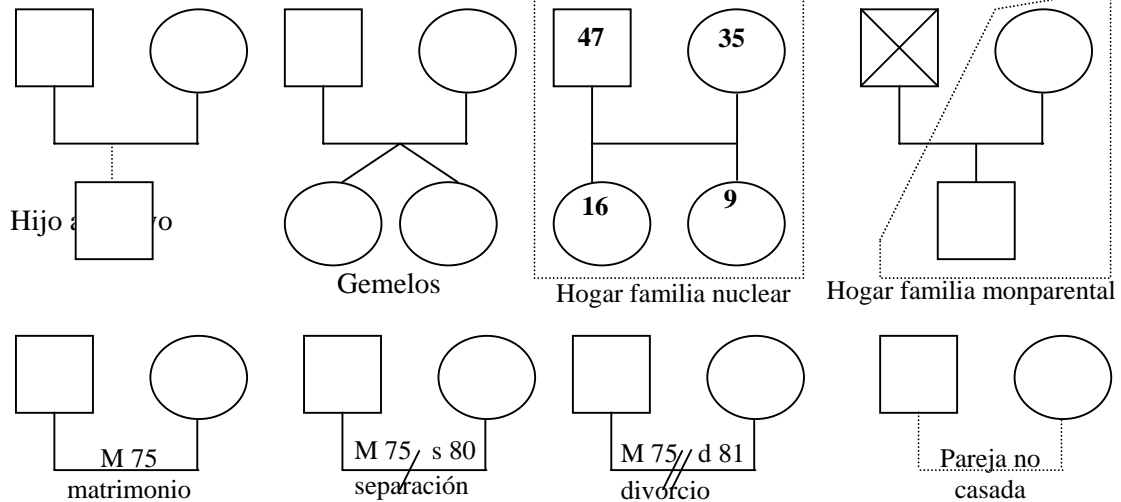 47 35
16 9
Hijo a vo
Gemelos
Hogar familia nuclear
Hogar familia monparental
M 75
matrimonio
M 75 s 80
separación
M 75 d 81
divorcio
Pareja no
casada